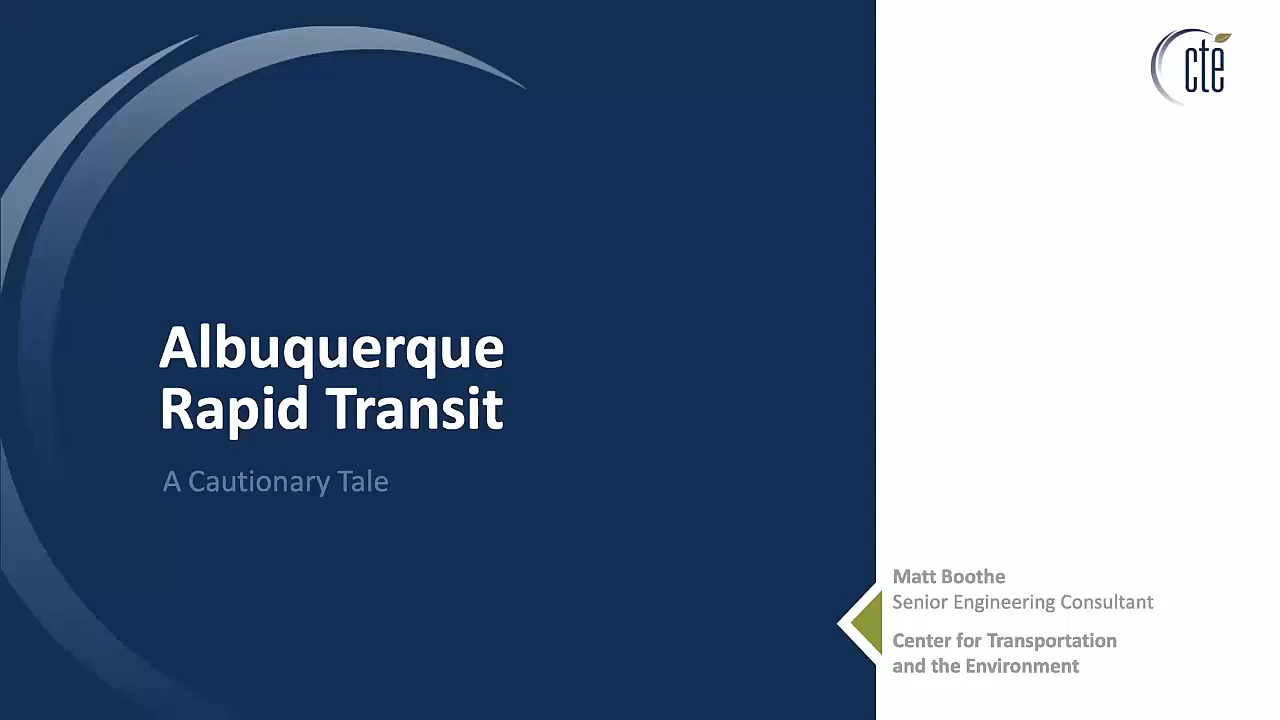 cte
Albuquerque
Rapid Transit
A Cautionary Tale
Matt Boothe
Senior Engineering Consultant
Center for Transportation
and the Environment